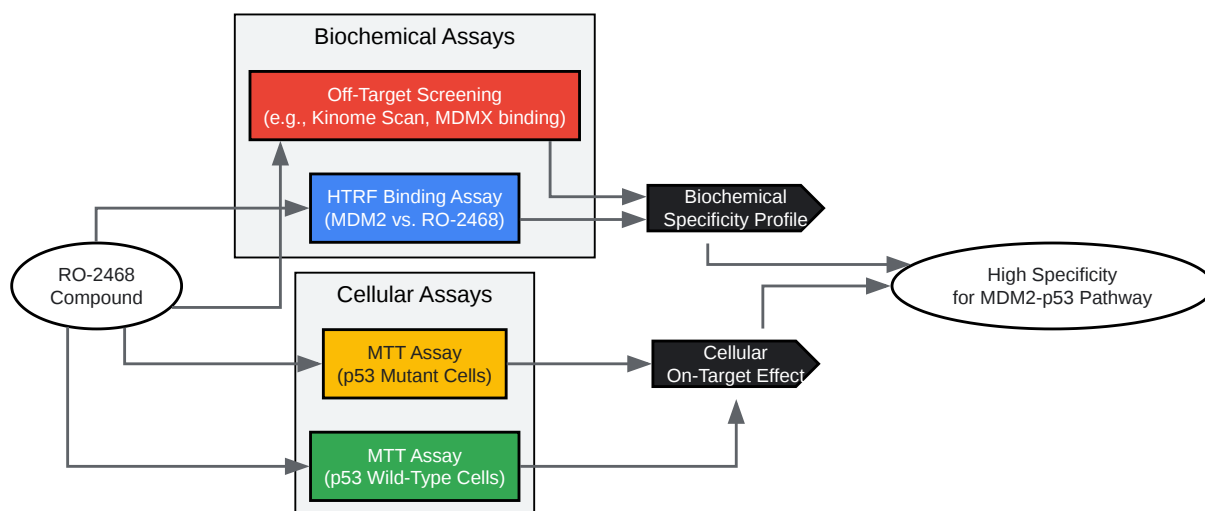 Biochemical Assays
Off-Target Screening
(e.g., Kinome Scan, MDMX binding)
HTRF Binding Assay
(MDM2 vs. RO-2468)
Biochemical
Specificity Profile
RO-2468
Compound
High Specificity
for MDM2-p53 Pathway
Cellular Assays
MTT Assay
(p53 Mutant Cells)
Cellular
On-Target Effect
MTT Assay
(p53 Wild-Type Cells)